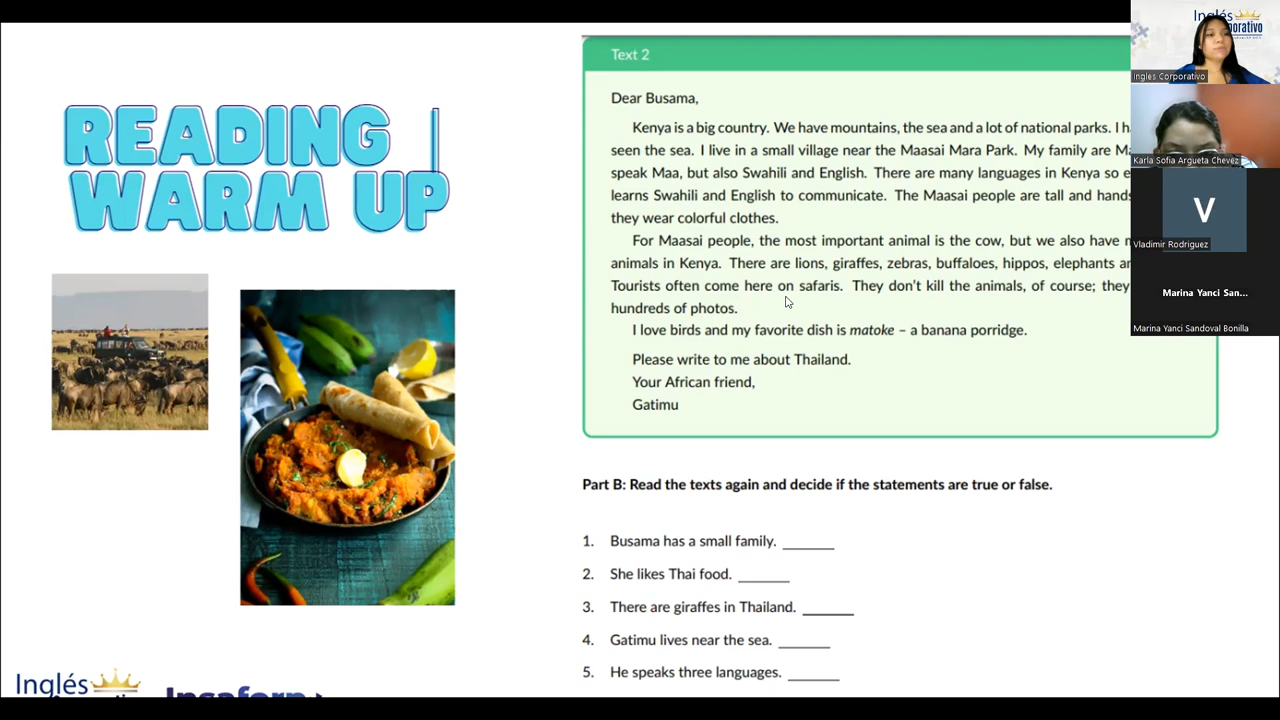 READING
WARM UP
Text 2
Dear Busama,
Kenya is a big country. We have mountains, the sea and a lot of national parks. I
seen the sea. I live in a small village near the Maasai Mara Park. My family are
speak Maa, but also Swahili and English. There are many languages in Kenya so
learns Swahili and English to communicate. The Maasai people are tall and
they wear colorful clothes.
For Maasai people, the most important animal is the cow, but we also have
animals in Kenya. There are lions, giraffes, zebras, buffaloes, hippos, elephants
Tourists often come here on safaris. They don't kill the animals, of course; they
hundreds of photos.
I love birds and my favorite dish is matoke – a banana porridge.
Please write to me about Thailand.
Your African friend,
Gatimu
Part B: Read the texts again and decide if the statements are true or false.
1. Busama has a small family. ______
2. She likes Thai food. ______
3. There are giraffes in Thailand. ______
4. Gatimu lives near the sea. ______
5. He speaks three languages. ______
Inglés
Inglés
Ingles Corporativo
Karla Sofia Argueta Chevez
V
Vladimir Rodriguez
Marina Yanci San...
Marina Yanci Sandoval Bonilla